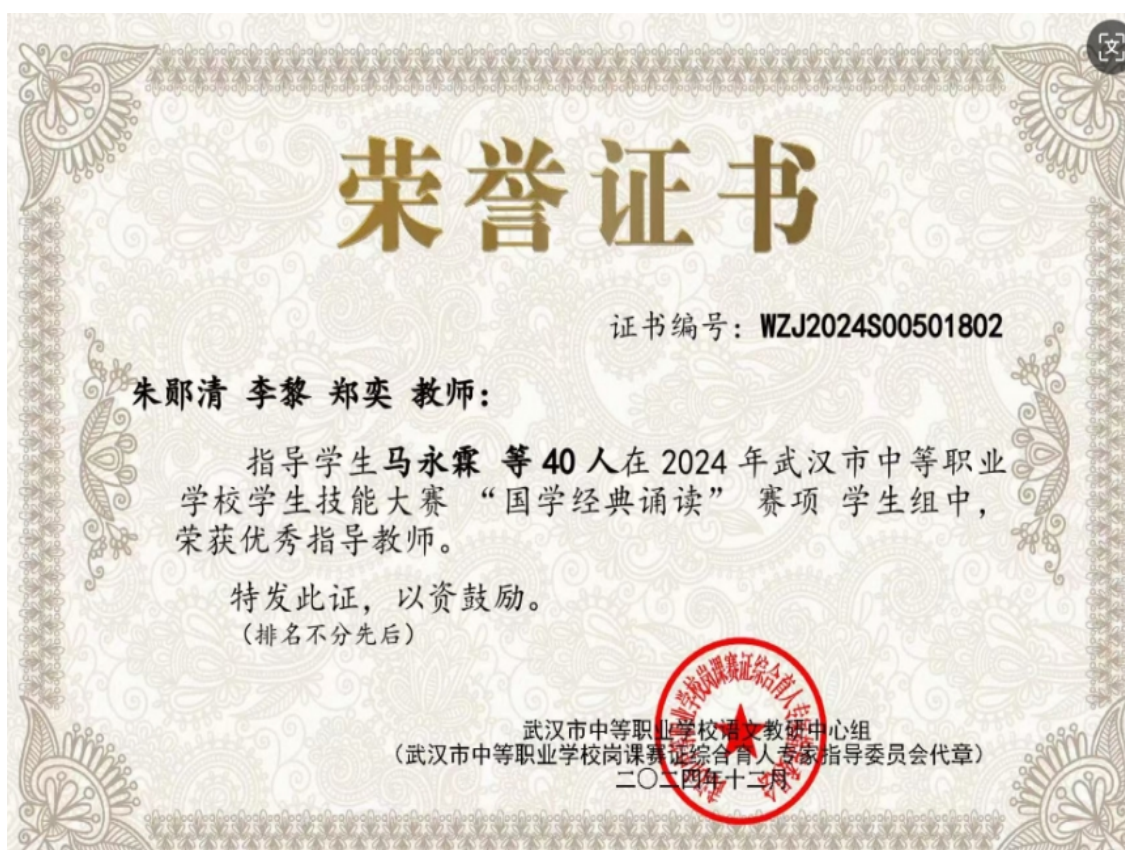 荣誉证书
证书编号：WZJ2024S00501802
朱郧清 李黎 郑奕 教师：
指导学生马永霖 等 40 人在 2024 年武汉市中等职业
学校学生技能大赛 “国学经典诵读” 赛项 学生组中，
荣获优秀指导教师。
特发此证，以资鼓励。
（排名不分先后）
武汉市中等职业学校语文教研中心组
（武汉市中等职业学校岗课赛证综合育人专家指导委员会代章）
二〇二四年十二月